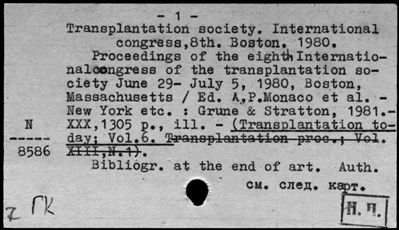 - 1 -
Transplantation society. International
congress,8th. Boston. 1980.
Proceedings of the eighth Internatio-
nal congress of the transplantation so-
ciety June 29- July 5, 1980, Boston,
Massachusetts / Ed. A.P.Monaco et al. -
New York etc. : Grune & Stratton, 1981.-
N XXX,1305 p., ill. - (Transplantation to-
day; Vol.6. Transplantation proc.; Vol.
8586 XIII,N.1).
Bibliogr. at the end of art. Auth.
см. след. карт.
ГК
Н. Ч.